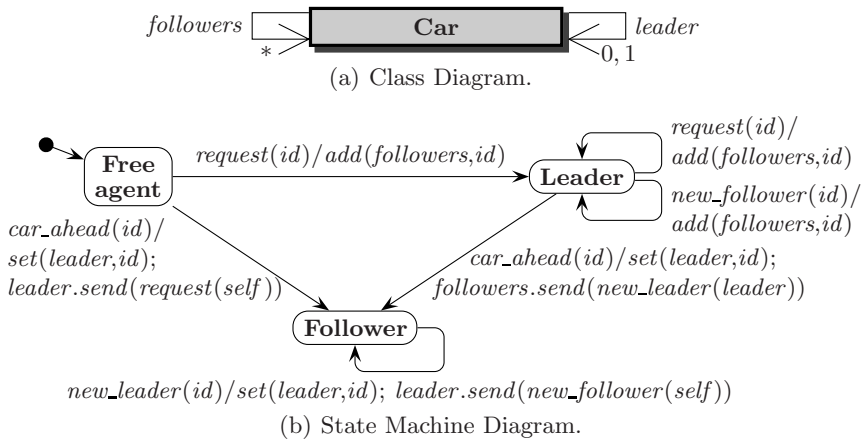 followers
Car
leader
*
0, 1
(a) Class Diagram.
Free
agent
request(id)/add(followers,id)
Leader
request(id)/
add(followers,id)
new_follower(id)/
add(followers,id)
car_ahead(id)/
set(leader,id);
leader.send(request(self))
car_ahead(id)/set(leader,id);
followers.send(new_leader(leader))
Follower
new_leader(id)/set(leader,id); leader.send(new_follower(self))
(b) State Machine Diagram.